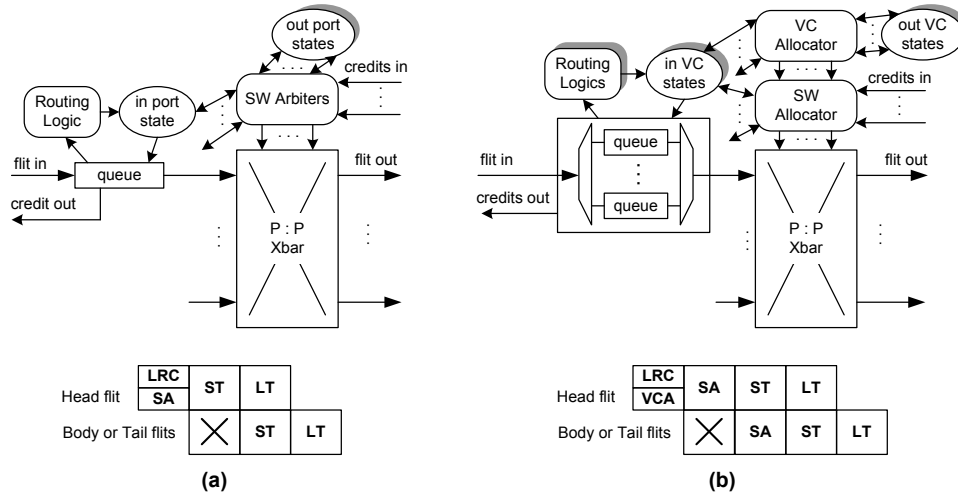 out port
states
Routing
Logic
in port
state
SW Arbiters
credits in
flit in
queue
flit out
credit out
P : P
Xbar
LRC
SA
ST
LT
Head flit
Body or Tail flits
ST
LT
(a)
VC
Allocator
out VC
states
Routing
Logics
in VC
states
credits in
SW
Allocator
flit in
queue
flit out
credits out
queue
P : P
Xbar
LRC
VCA
SA
ST
LT
Head flit
Body or Tail flits
SA
ST
LT
(b)